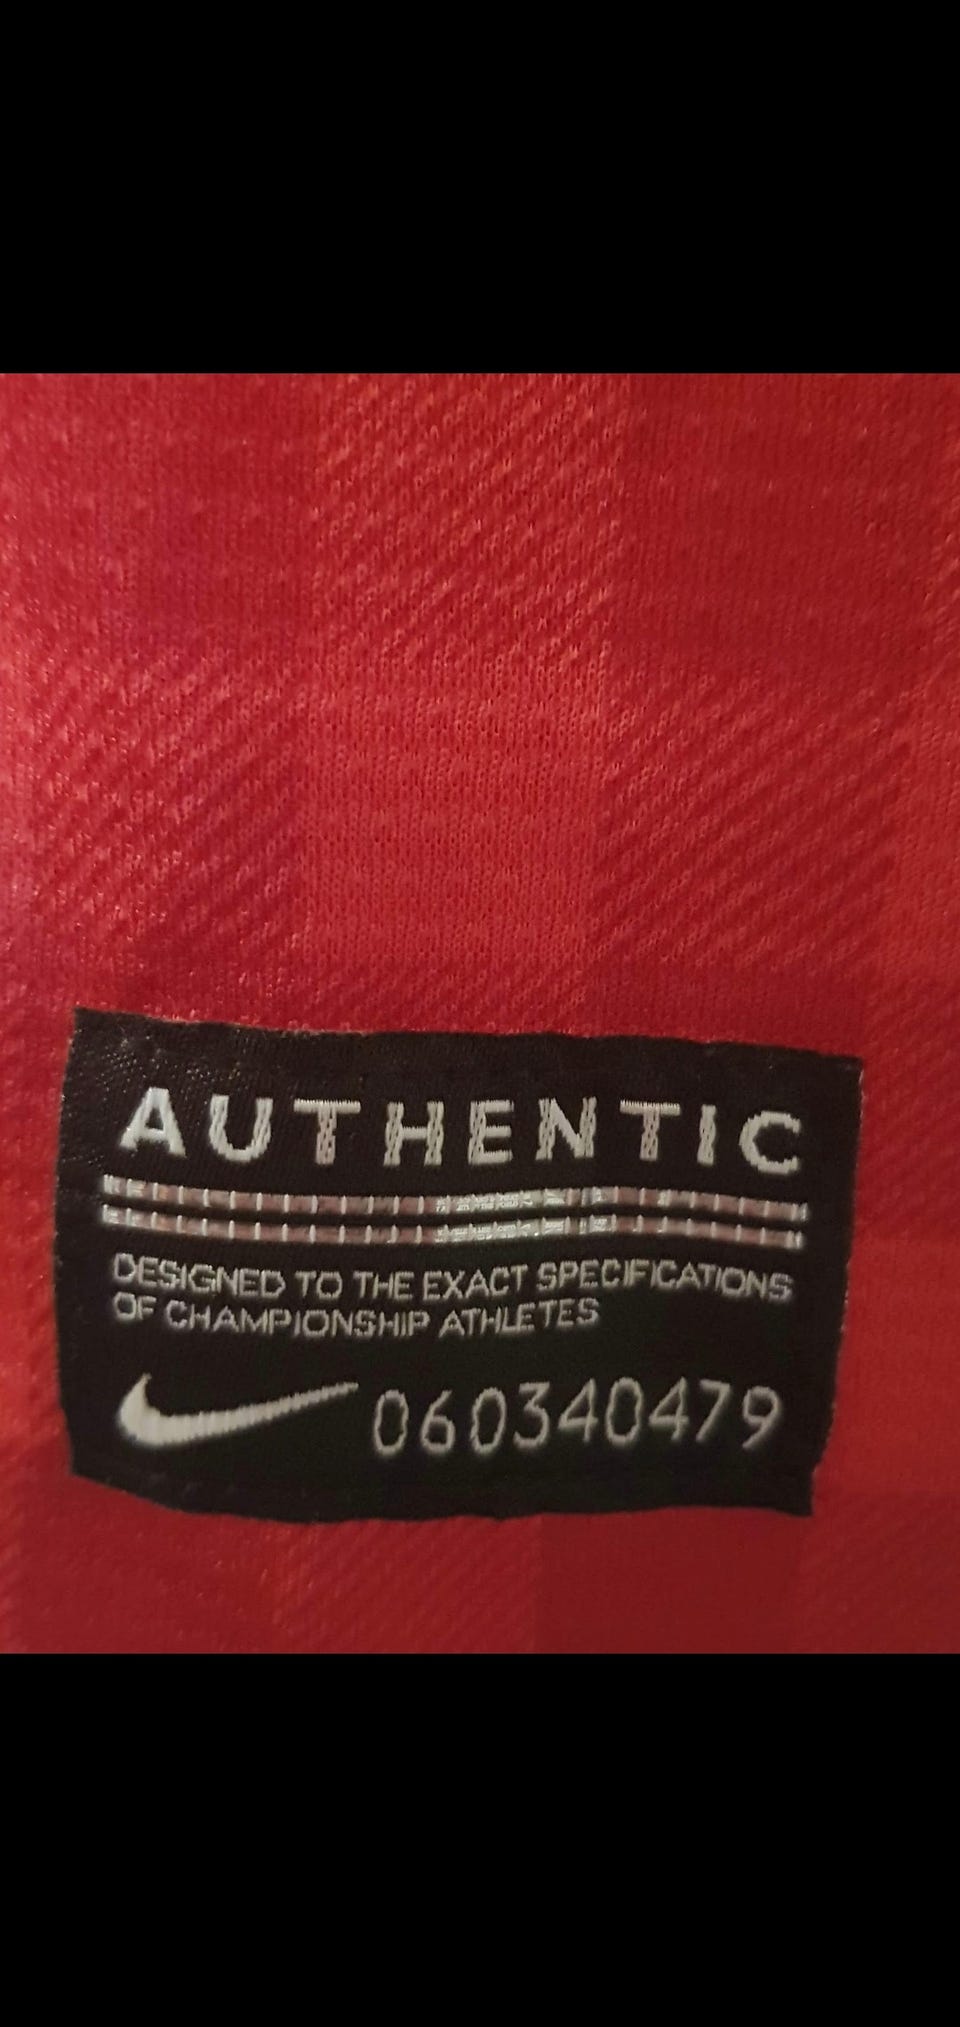 AUTHENTIC
DESIGNED TO THE EXACT SPECIFICATIONS
OF CHAMPIONSHIP ATHLETES
060340479